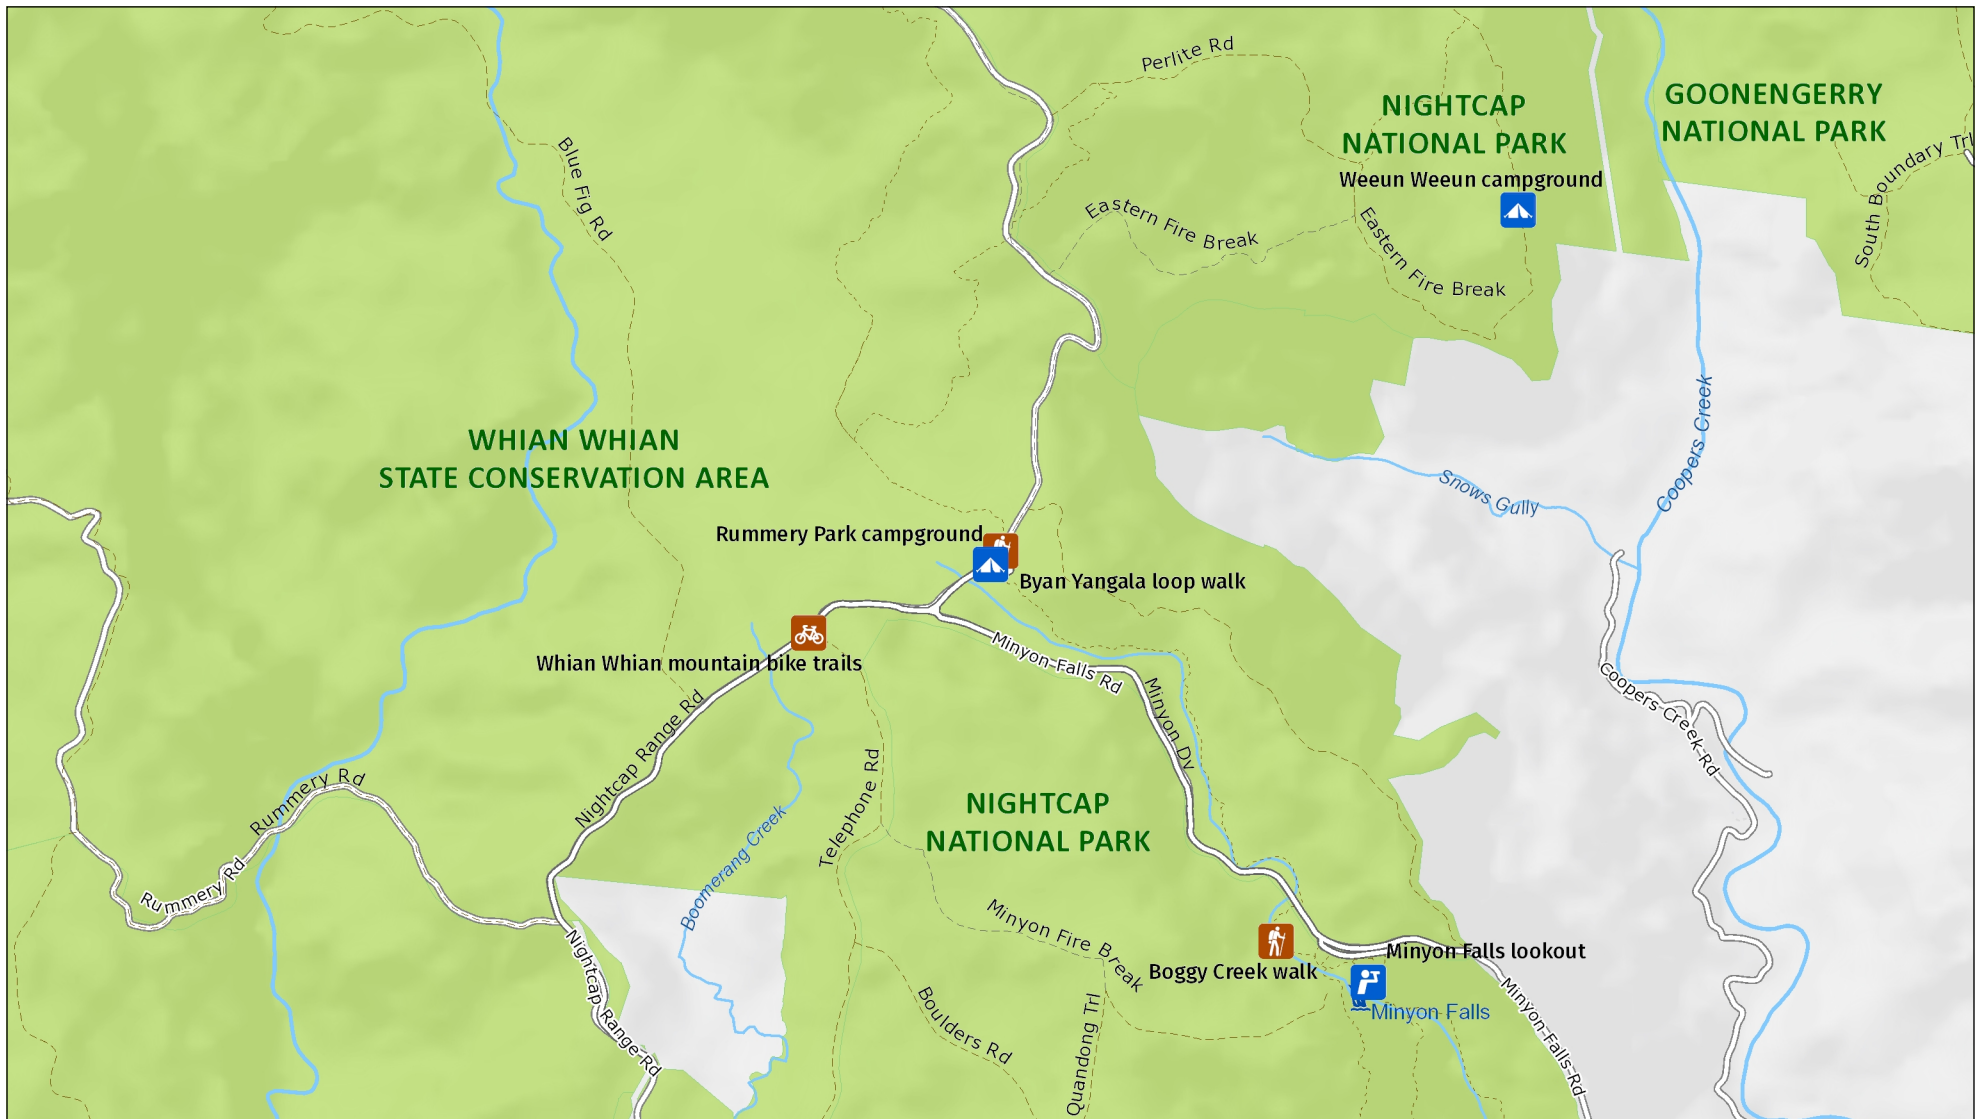 Perlite Rd
NIGHTCAP
NATIONAL PARK
GOONENGERRY
NATIONAL PARK
Blue Fig Rd
Weeun Weeun campground
South Boundary Trl
Eastern Fire Break
Eastern Fire Break
WHIAN WHIAN
STATE CONSERVATION AREA
Coopers Creek
Snows Gully
Rummery Park campground
Byan Yangala loop walk
Whian Whian mountain bike trails
Minyon Falls Rd
Coopers Creek Rd
Minyon Dv
Nightcap Range Rd
Rummery Rd
Telephone Rd
NIGHTCAP
NATIONAL PARK
Boomerang Creek
Rummery Rd
Minyon Fire Break
Nightcap Range Rd
Minyon Falls lookout
Boggy Creek walk
Minyon Falls
Minyon Falls Rd
Boulders Rd
Quandong Trl